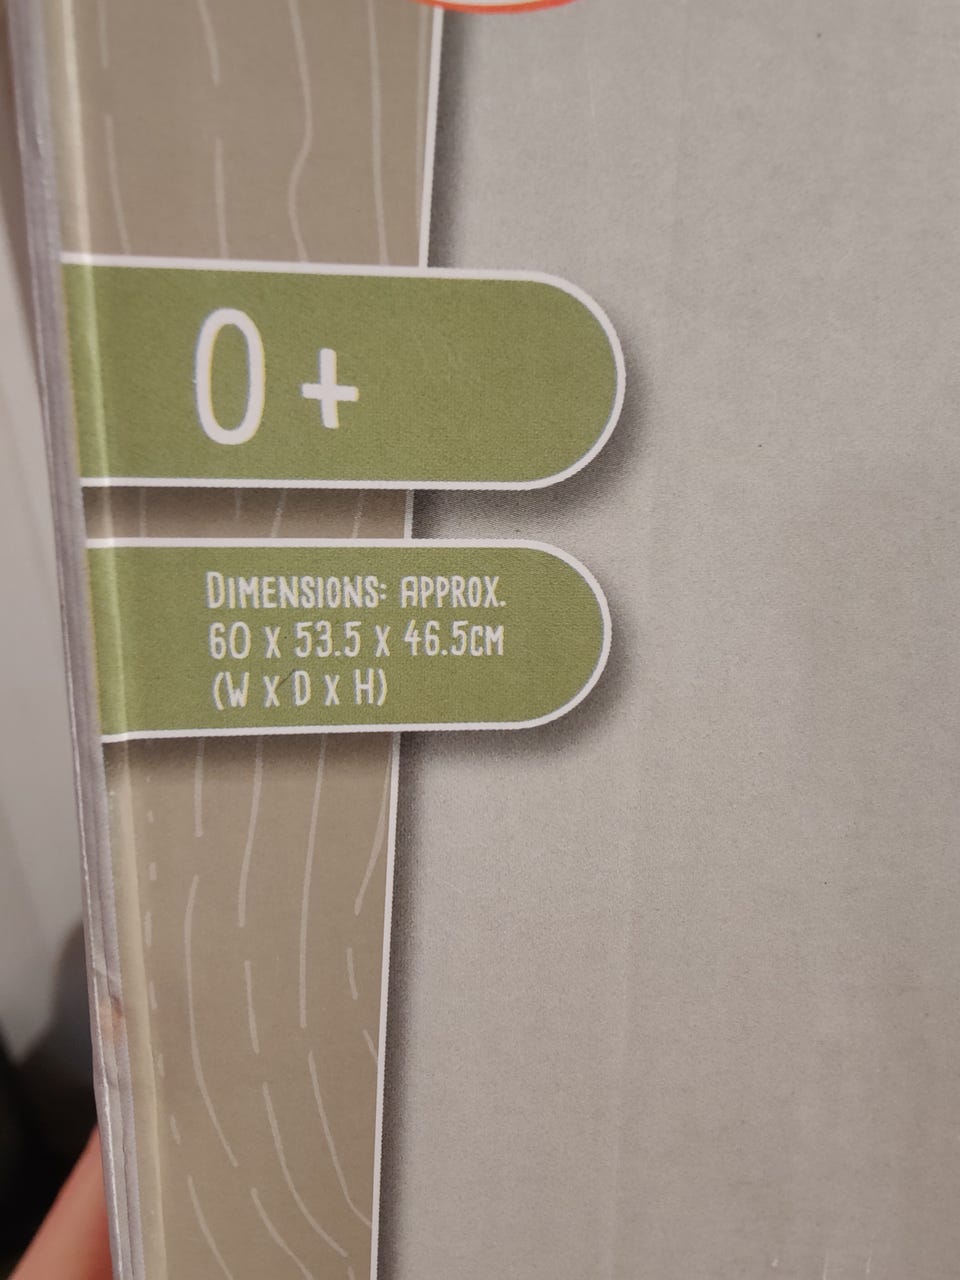 0+
DIMENSIONS: APPROX.
60 X 53.5 X 46.5CM
(W X D X H)